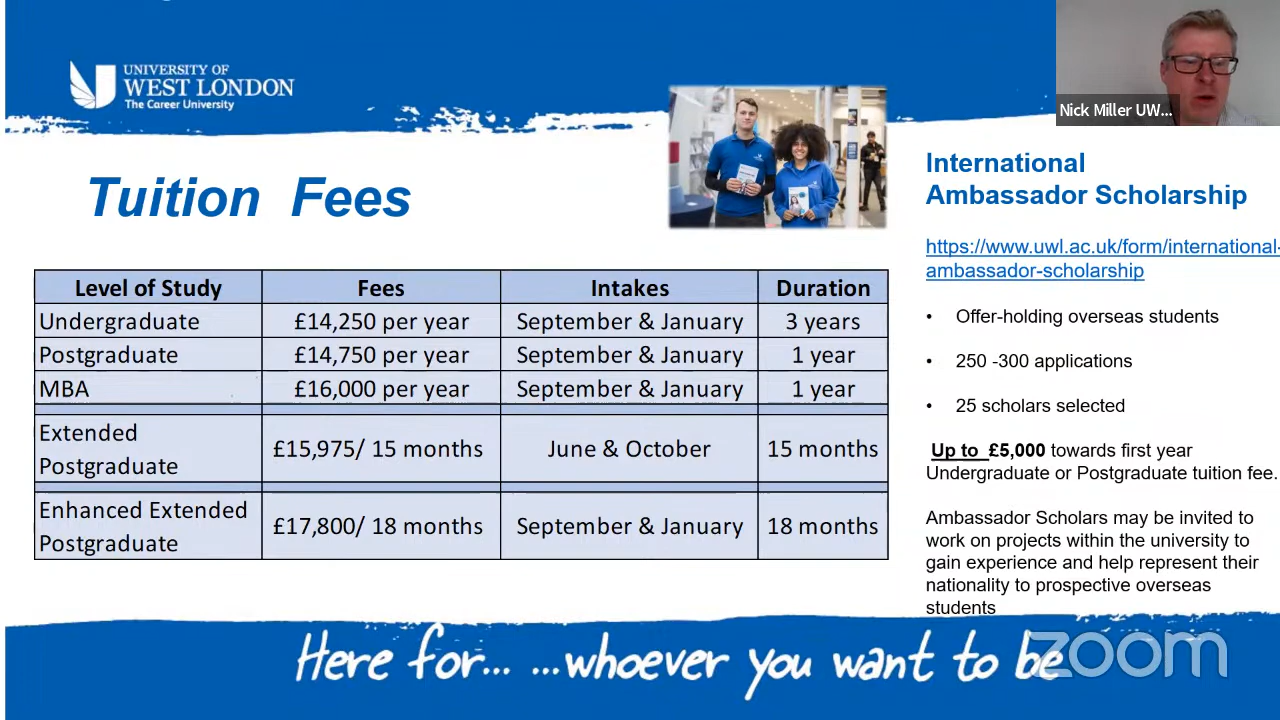 UNIVERSITY OF
WEST LONDON
The Career University
Nick Miller UW...
Tuition Fees
Level of Study Fees Intakes Duration
Undergraduate £14,250 per year September & January 3 years
Postgraduate £14,750 per year September & January 1 year
MBA £16,000 per year September & January 1 year
Extended
Postgraduate £15,975/ 15 months June & October 15 months
Enhanced Extended
Postgraduate £17,800/ 18 months September & January 18 months
International
Ambassador Scholarship
https://www.uwl.ac.uk/form/international-
ambassador-scholarship
• Offer-holding overseas students
• 250 -300 applications
• 25 scholars selected
Up to £5,000 towards first year
Undergraduate or Postgraduate tuition fee.
Ambassador Scholars may be invited to
work on projects within the university to
gain experience and help represent their
nationality to prospective overseas
students
Here for... ...whoever you want to be
zoom